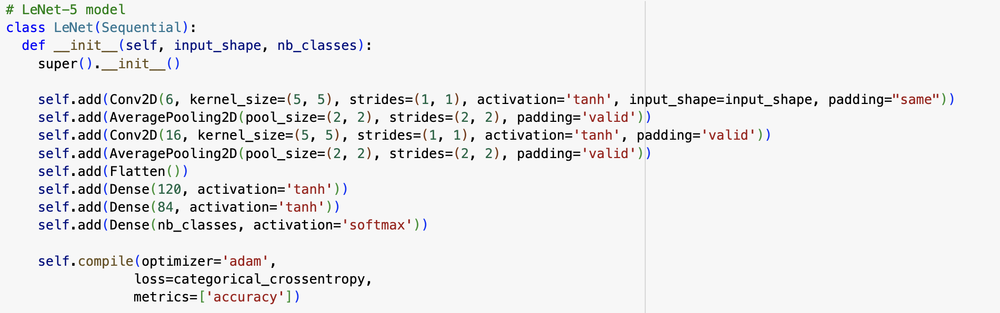 # LeNet-5 model
class LeNet(Sequential):
  def __init__(self, input_shape, nb_classes):
    super().__init__()

    self.add(Conv2D(6, kernel_size=(5, 5), strides=(1, 1), activation='tanh', input_shape=input_shape, padding="same"))
    self.add(AveragePooling2D(pool_size=(2, 2), strides=(2, 2), padding='valid'))
    self.add(Conv2D(16, kernel_size=(5, 5), strides=(1, 1), activation='tanh', padding='valid'))
    self.add(AveragePooling2D(pool_size=(2, 2), strides=(2, 2), padding='valid'))
    self.add(Flatten())
    self.add(Dense(120, activation='tanh'))
    self.add(Dense(84, activation='tanh'))
    self.add(Dense(nb_classes, activation='softmax'))

    self.compile(optimizer='adam',
                loss=categorical_crossentropy,
                metrics=['accuracy'])